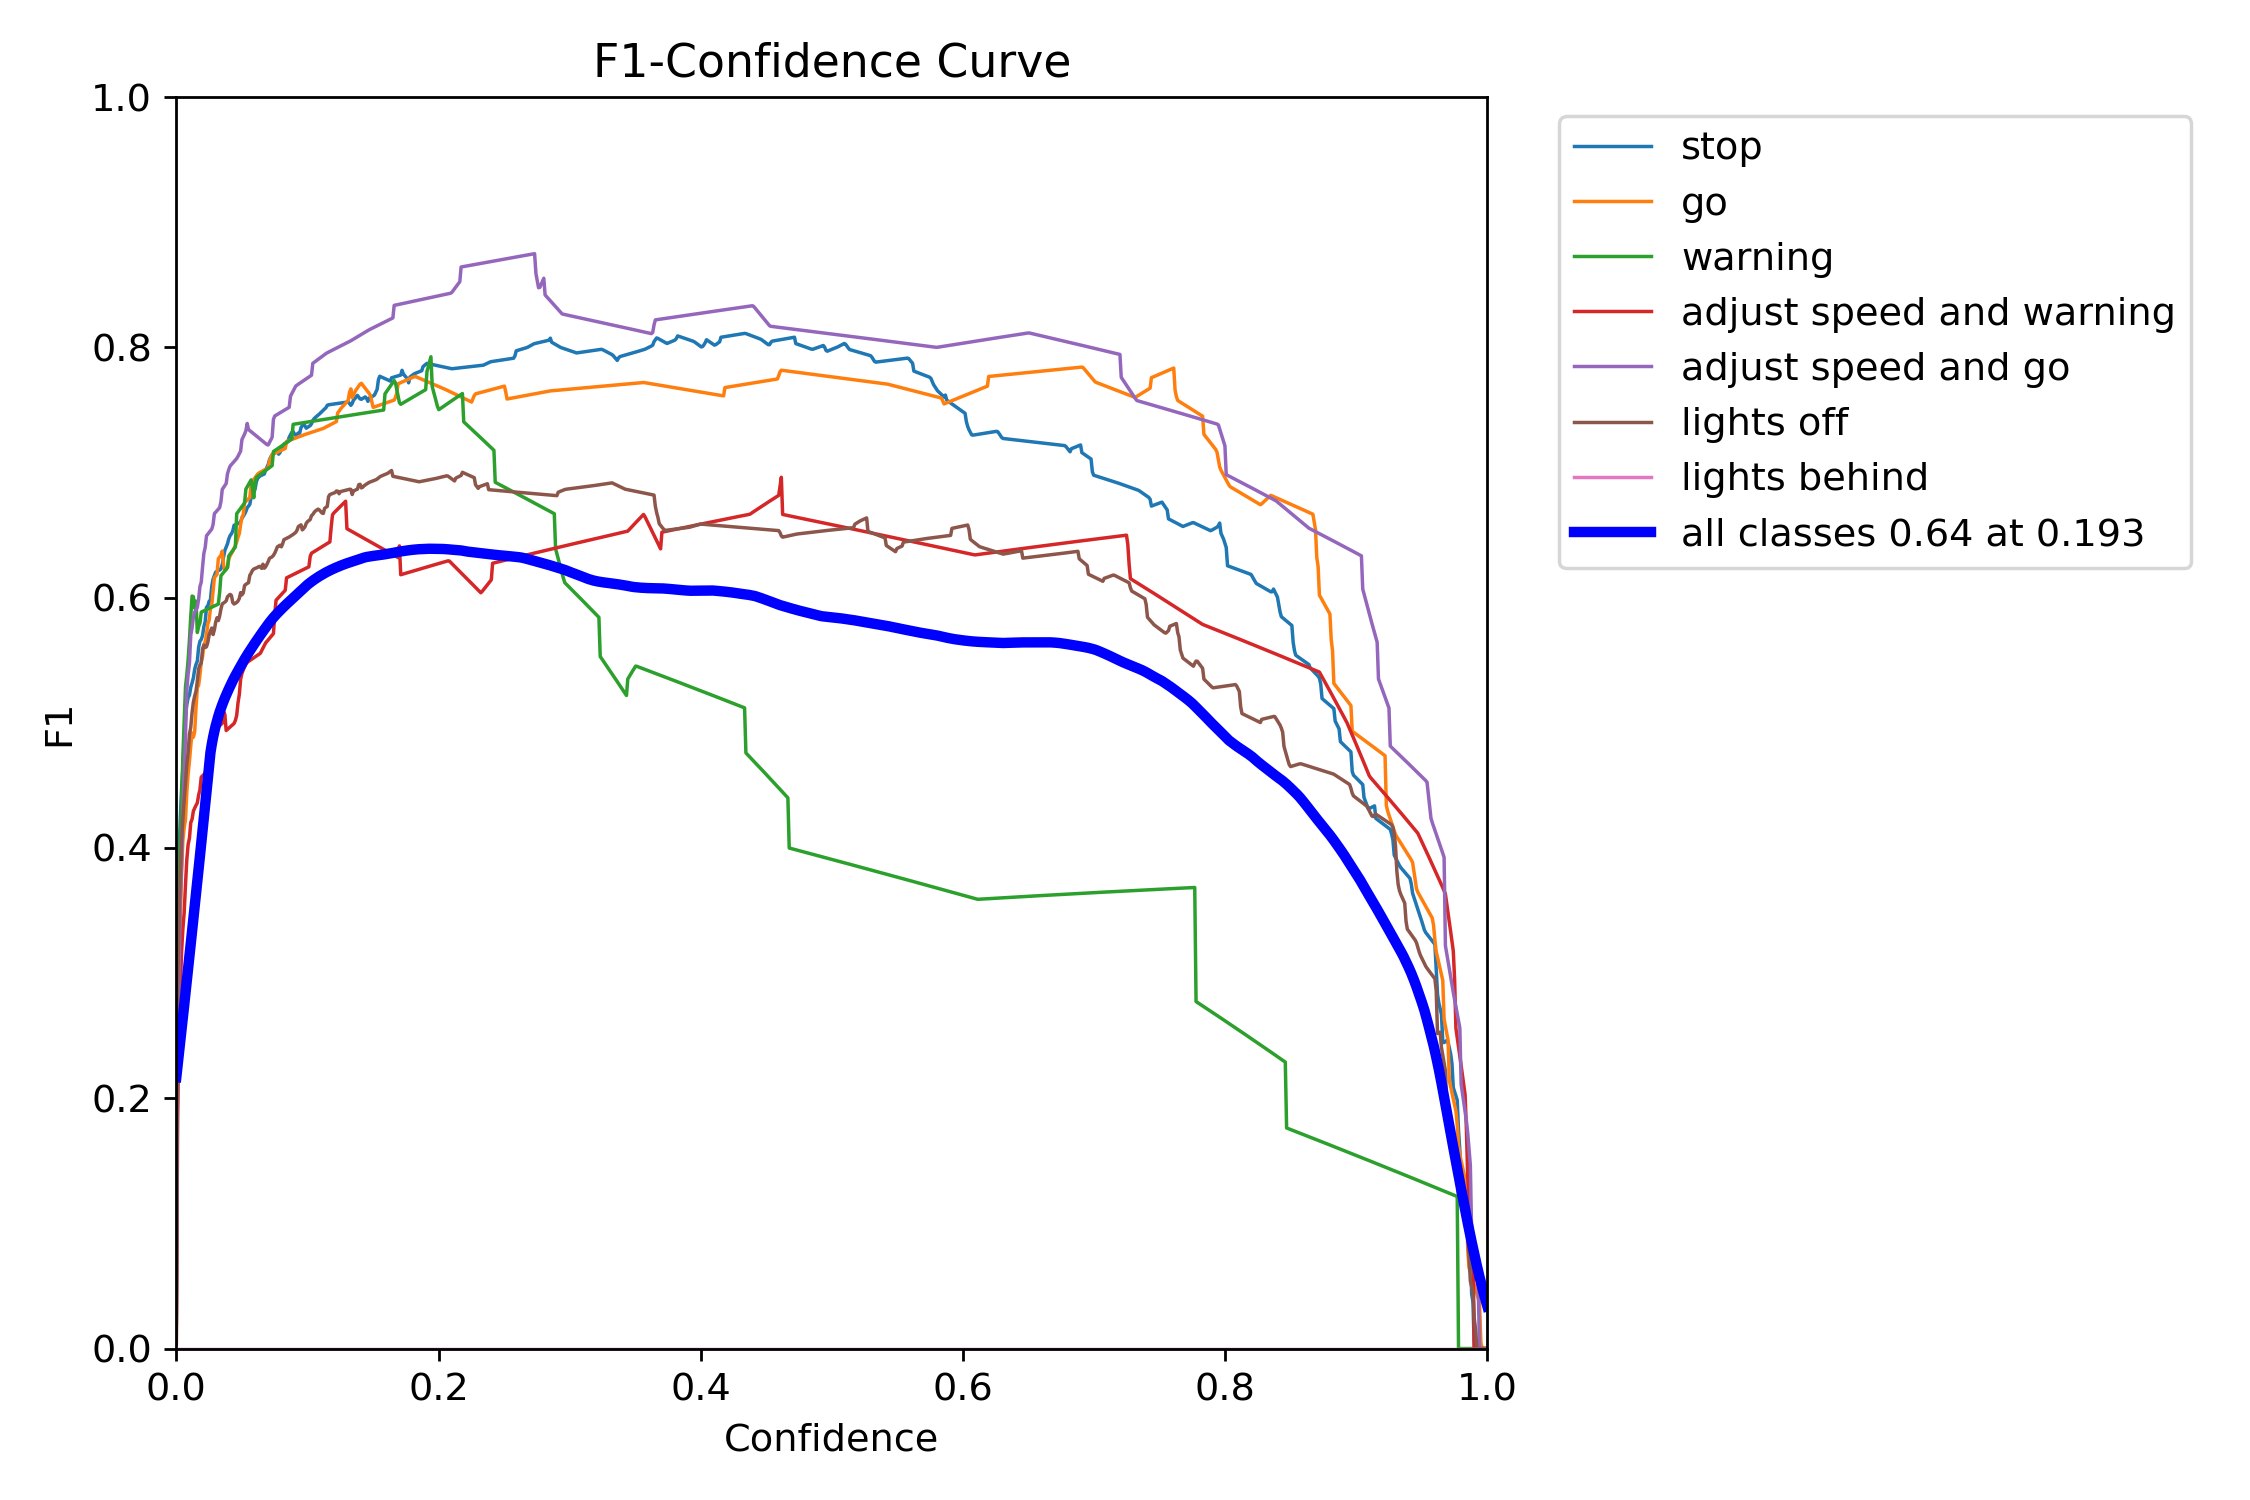 F1-Confidence Curve
1.0
0.8
0.6
0.4
0.2
0.0
F1
0.0 0.2 0.4 0.6 0.8 1.0
Confidence
stop
go
warning
adjust speed and warning
adjust speed and go
lights off
lights behind
all classes 0.64 at 0.193